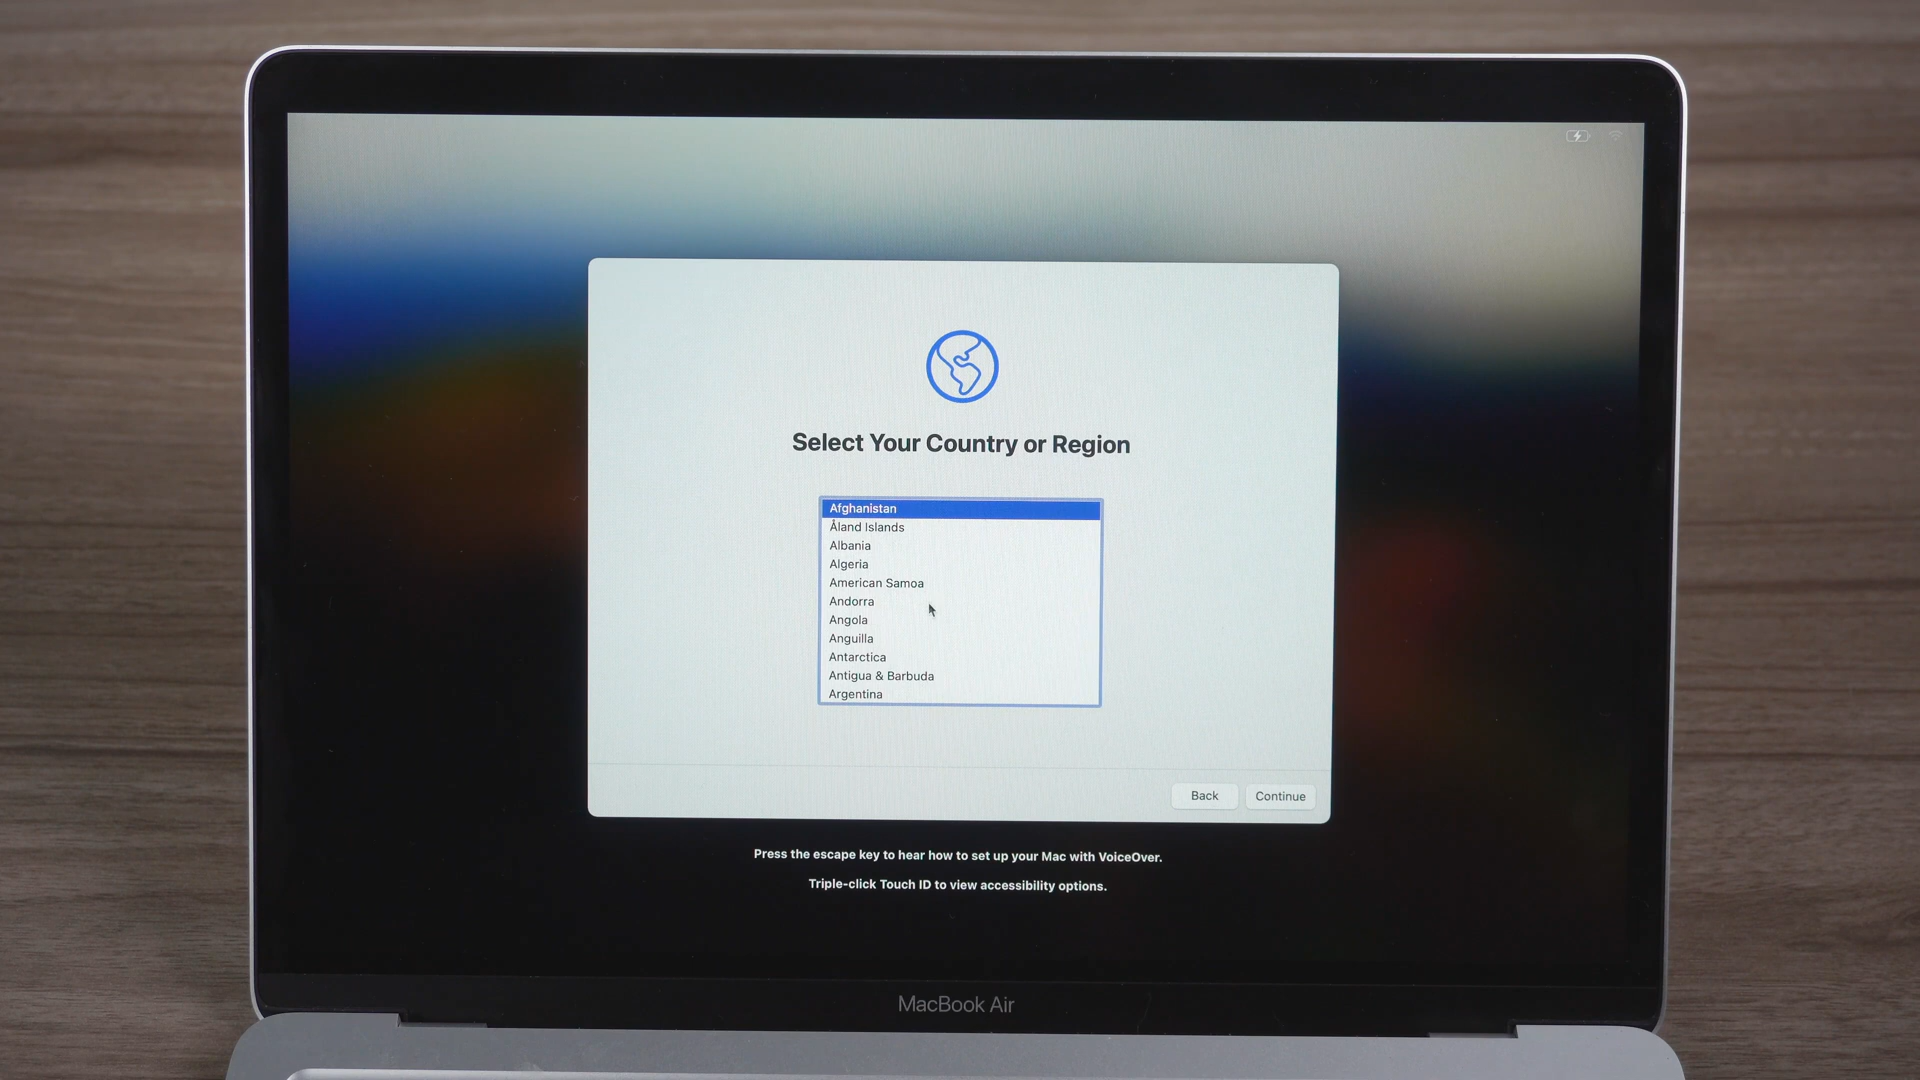 Select Your Country or Region
Afghanistan
Åland Islands
Albania
Algeria
American Samoa
Andorra
Angola
Anguilla
Antarctica
Antigua & Barbuda
Argentina
Back
Continue
Press the escape key to hear how to set up your Mac with VoiceOver.
Triple-click Touch ID to view accessibility options.
MacBook Air